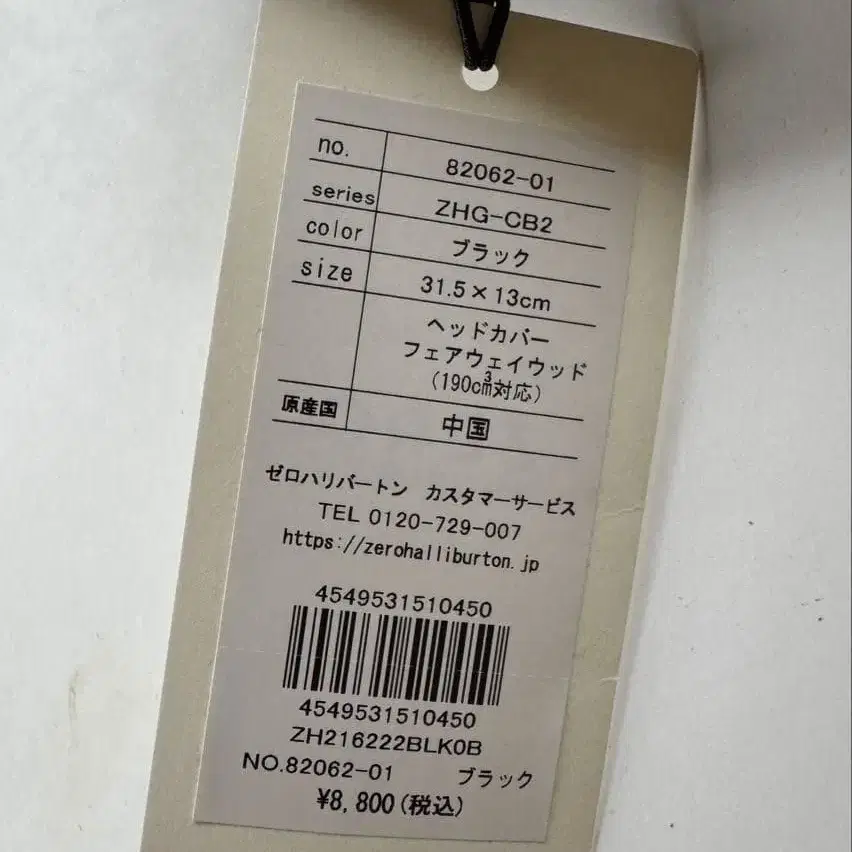 no. 82062-01
series ZHG-CB2
color ブラック
size 31.5×13cm
ヘッドカバー
フェアウェイウッド
(190cm³対応)
原産国 中国
ゼロハリバートン カスタマーサービス
TEL 0120-729-007
https://zerohalliburton.jp
4549531510450
4549531510450
ZH216222BLK0B
NO.82062-01 ブラック
¥8,800(税込)